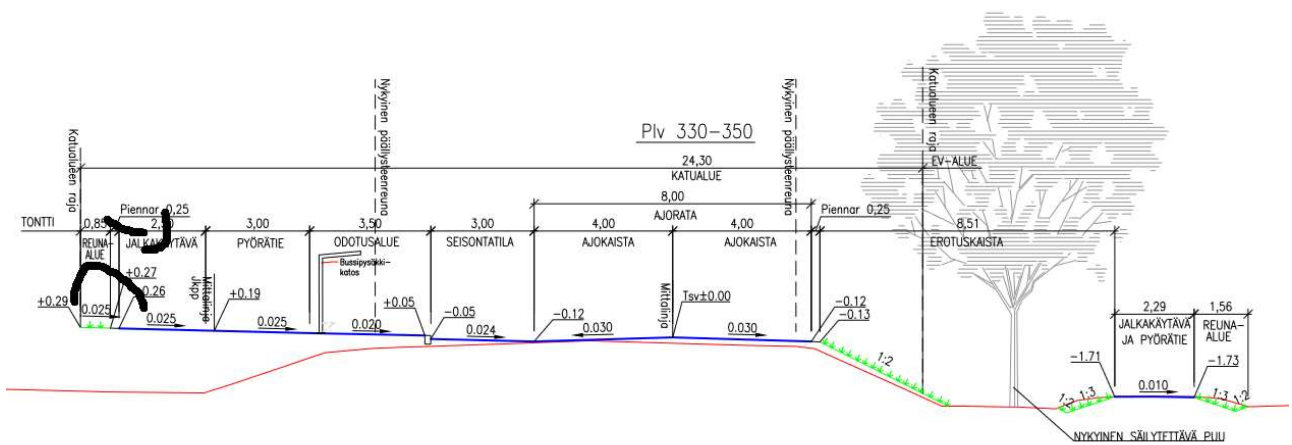 Plv 330-350
24,30
KATUALUE
EV-ALUE
Katualueen raja
Nykyinen päällysteenreuna
Nykyinen päällysteenreuna
Katualueen raja
8,00
AJORATA
TONTTI
0,85
Piennar 0,25
3,00
3,50
3,00
4,00
4,00
Piennar 0,25
8,51
REUNA-
ALUE
JALKAKÄYTÄVÄ
PYÖRÄTIE
ODOTUSALUE
SEISONTATILA
AJOKAISTA
AJOKAISTA
EROTUSKAISTA
Bussipysäkki-
katos
+0.29
0.025
+0.27
+0.26
0.025
Mittalinja
Jkpp
+0.19
0.025
0.020
+0.05
-0.05
0.024
-0.12
0.030
Mittalinja
Tsv±0.00
0.030
-0.12
-0.13
1:2
2,29
1,56
JALKAKÄYTÄVÄ
JA PYÖRÄTIE
REUNA-
ALUE
-1.71
-1.73
1:2
1:3
0.010
1:3
1:2
NYKYINEN SÄILYTETTÄVÄ PUU